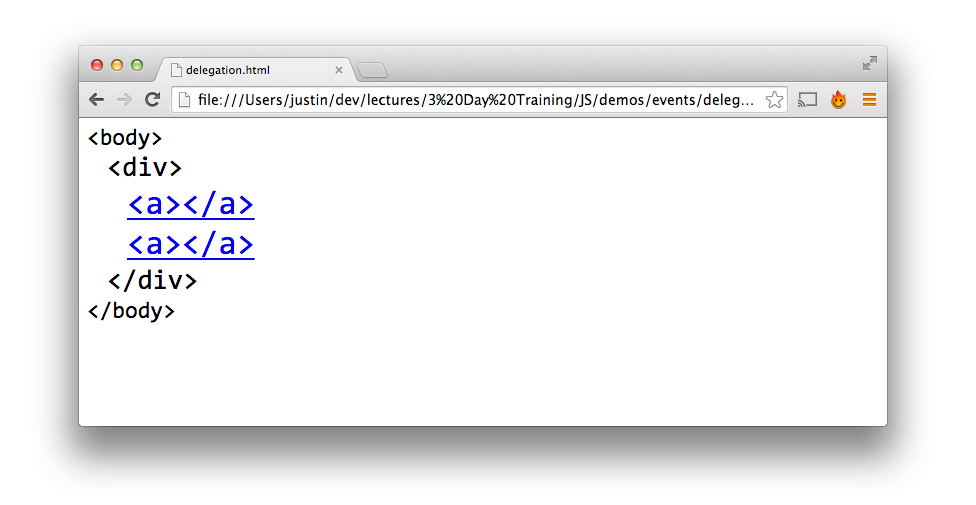 delegation.html
file:///Users/justin/dev/lectures/3%20Day%20Training/JS/demos/events/deleg...
<body>
<div>
<a></a>
<a></a>
</div>
</body>